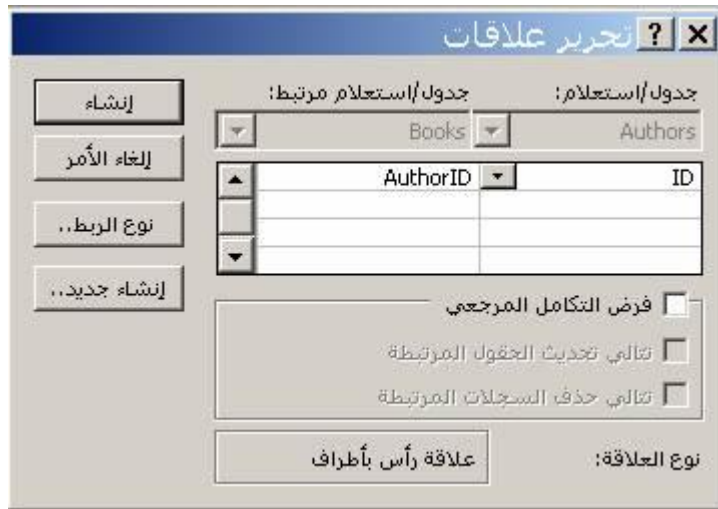 تحرير علاقات
جدول/استعلام: جدول/استعلام مرتبط:
Authors Books
ID AuthorID
فرض التكامل المرجعي
تتالي تحديث الحقول المرتبطة
تتالي حذف السجلات المرتبطة
نوع العلاقة: علاقة رأس بأطراف
إنشاء
إلغاء الأمر
نوع الربط..
إنشاء جديد..